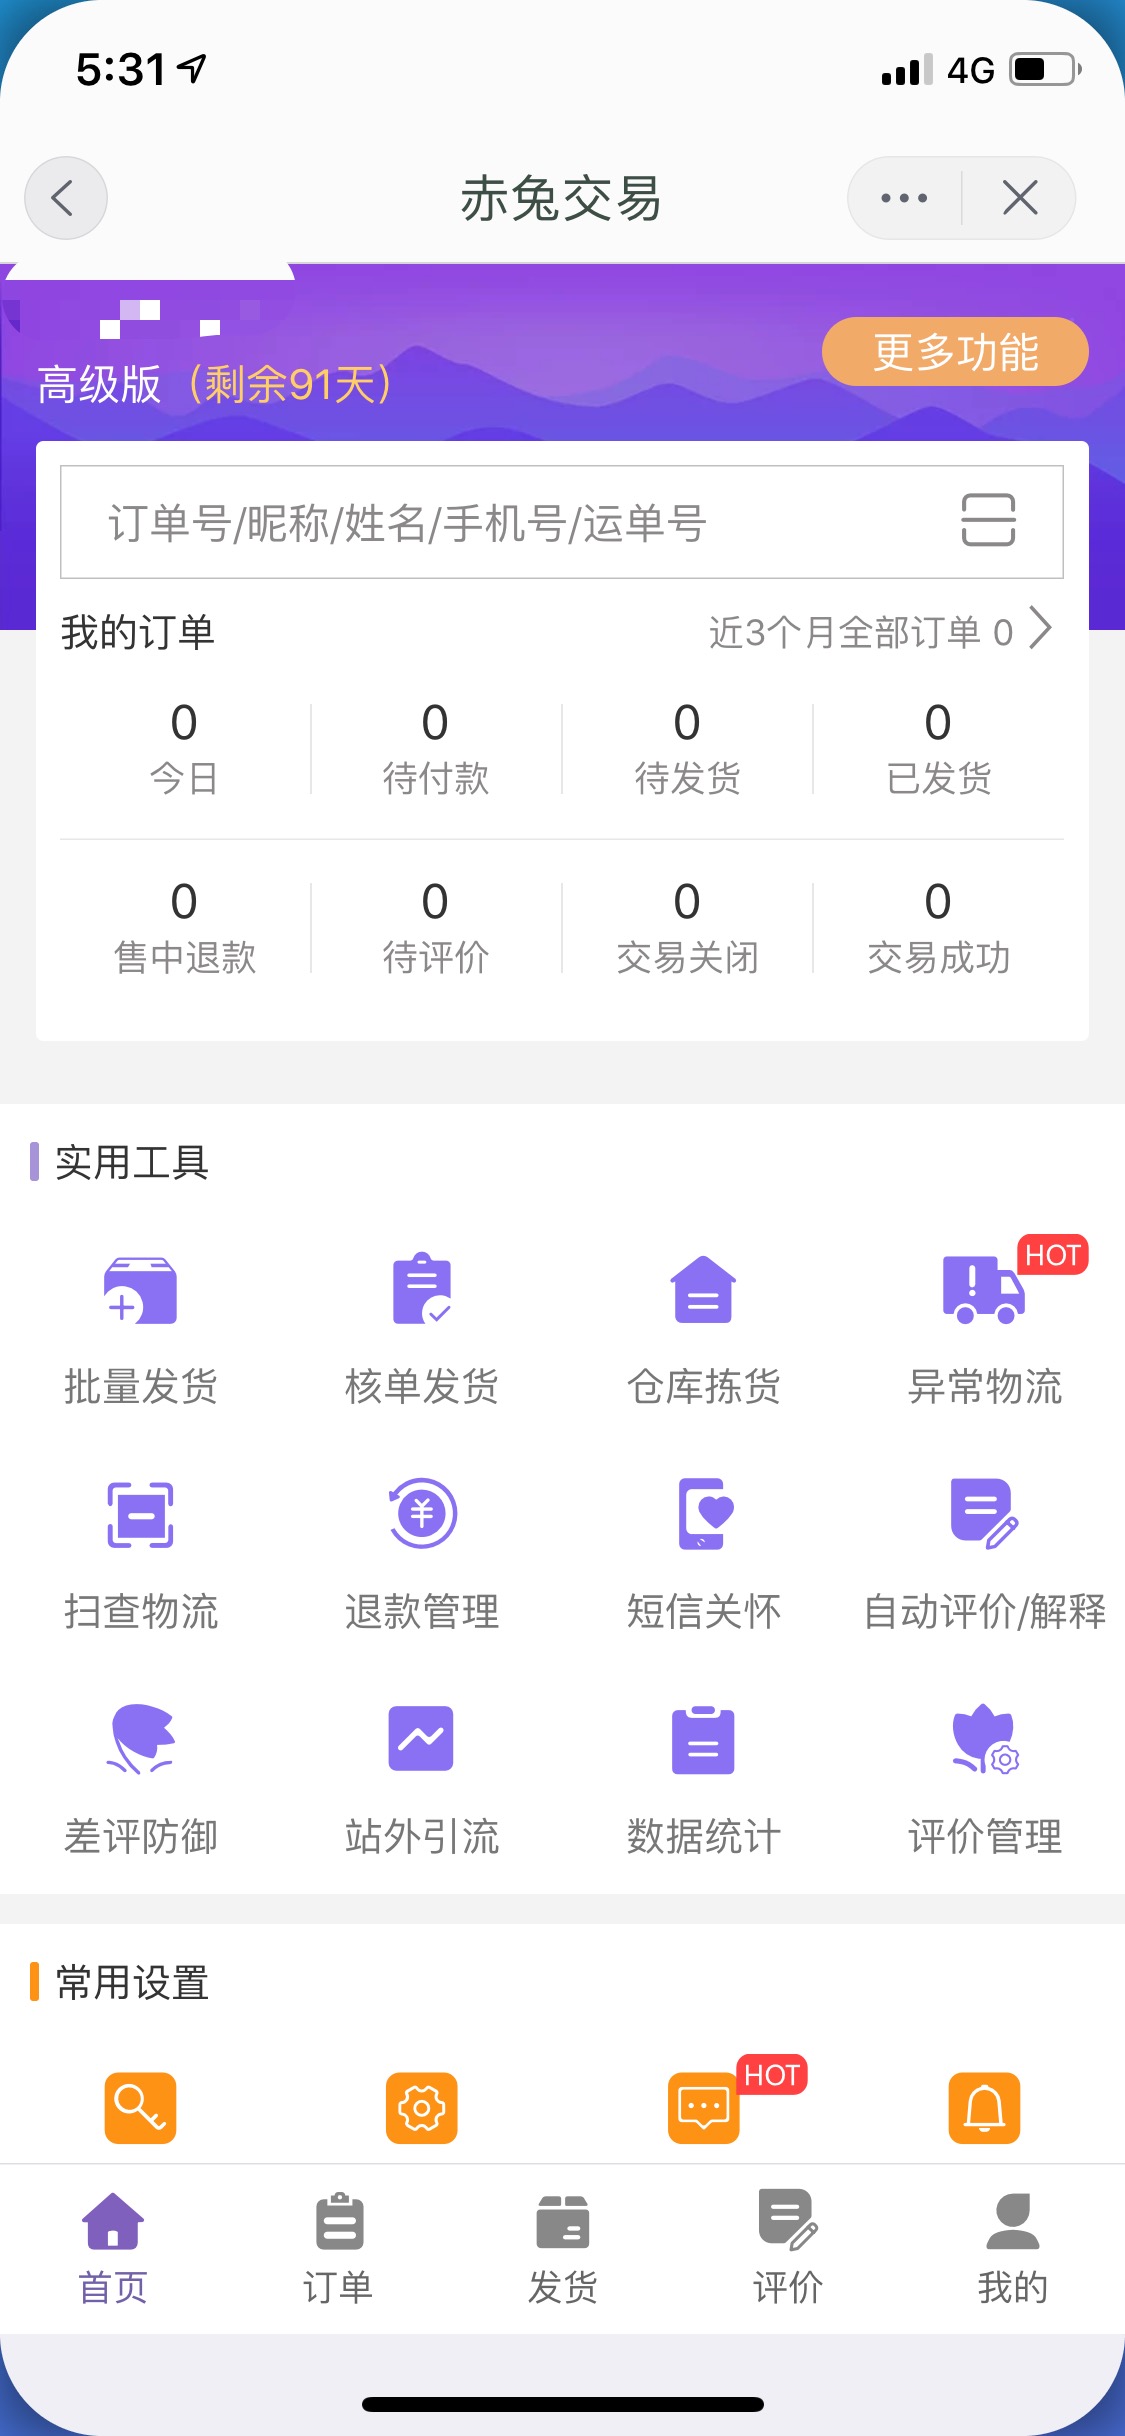 5:31
4G
赤兔交易
高级版（剩余91天）
更多功能
订单号/昵称/姓名/手机号/运单号
我的订单
近3个月全部订单 0
0 0 0 0
今日 待付款 待发货 已发货
0 0 0 0
售中退款 待评价 交易关闭 交易成功
实用工具
HOT
批量发货 核单发货 仓库拣货 异常物流
扫查物流 退款管理 短信关怀 自动评价/解释
差评防御 站外引流 数据统计 评价管理
常用设置
HOT
首页 订单 发货 评价 我的